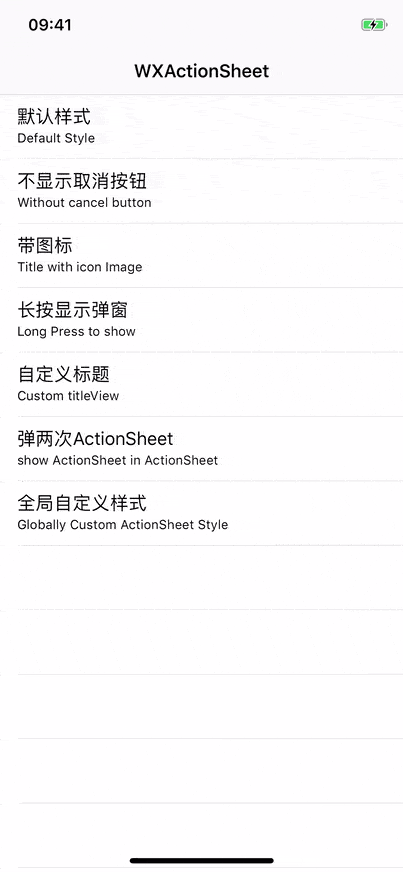 09:41
WXActionSheet
默认样式
Default Style
不显示取消按钮
Without cancel button
带图标
Title with icon Image
长按显示弹窗
Long Press to show
自定义标题
Custom titleView
弹两次ActionSheet
show ActionSheet in ActionSheet
全局自定义样式
Globally Custom ActionSheet Style